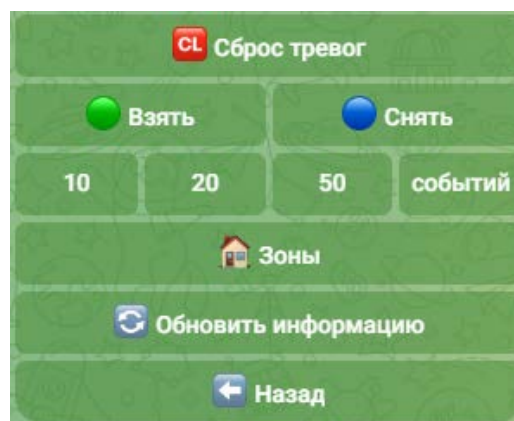 CL Сброс тревог
Взять Снять
10 20 50 событий
Зоны
Обновить информацию
Назад